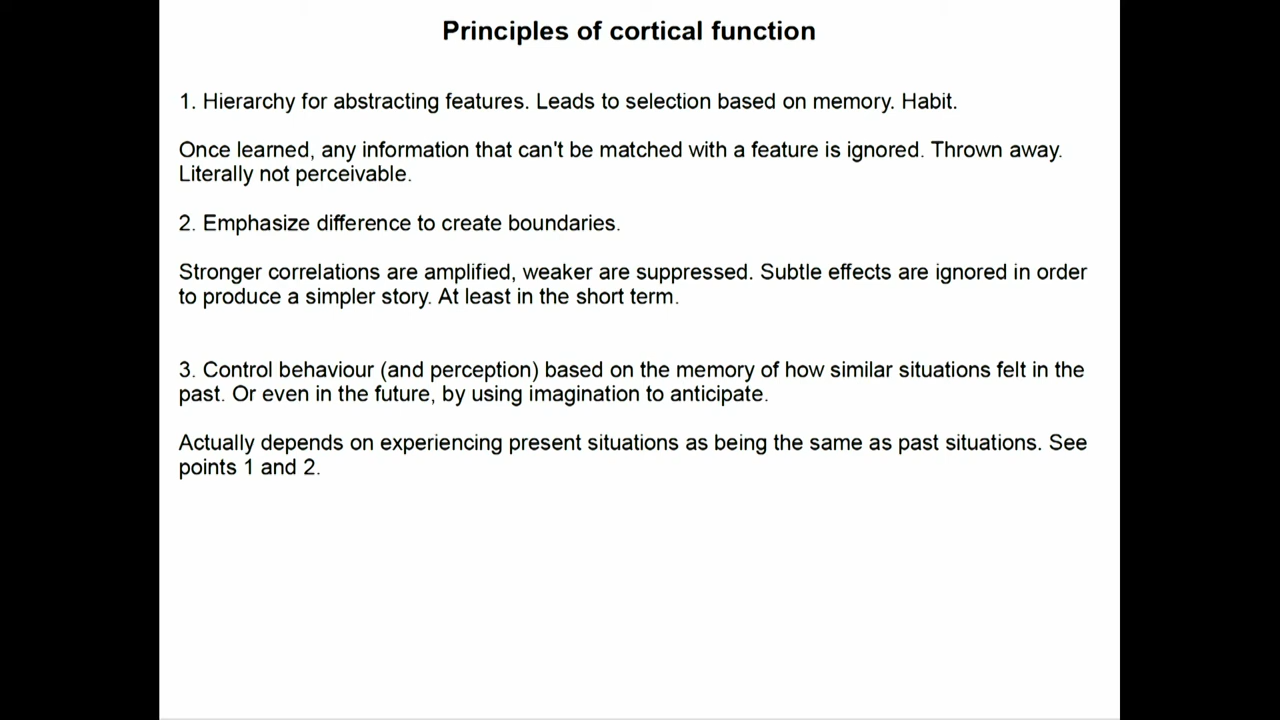 Principles of cortical function
1. Hierarchy for abstracting features. Leads to selection based on memory. Habit.
Once learned, any information that can't be matched with a feature is ignored. Thrown away.
Literally not perceivable.
2. Emphasize difference to create boundaries.
Stronger correlations are amplified, weaker are suppressed. Subtle effects are ignored in order
to produce a simpler story. At least in the short term.
3. Control behaviour (and perception) based on the memory of how similar situations felt in the
past. Or even in the future, by using imagination to anticipate.
Actually depends on experiencing present situations as being the same as past situations. See
points 1 and 2.